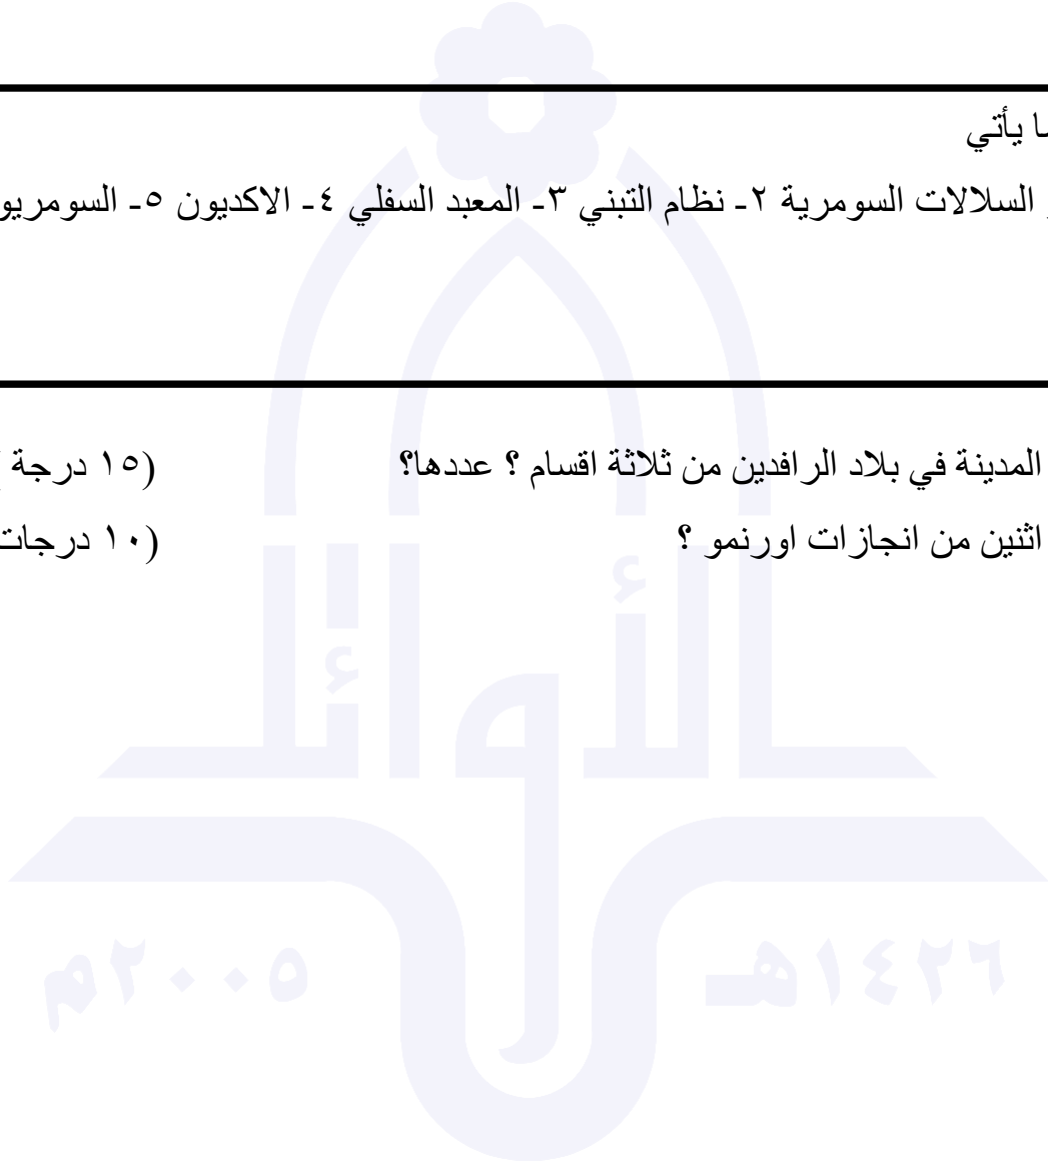 ما يأتي
السلالات السومرية ٢- نظام التبني ٣- المعبد السفلي ٤- الاكديون ٥- السومريو
المدينة في بلاد الرافدين من ثلاثة اقسام ؟ عددها؟ (١٥ درجة
اثنين من انجازات اورنمو ؟ (١٠ درجات
الأوائل
١٤٢٦هـ ٢٠٠٥م